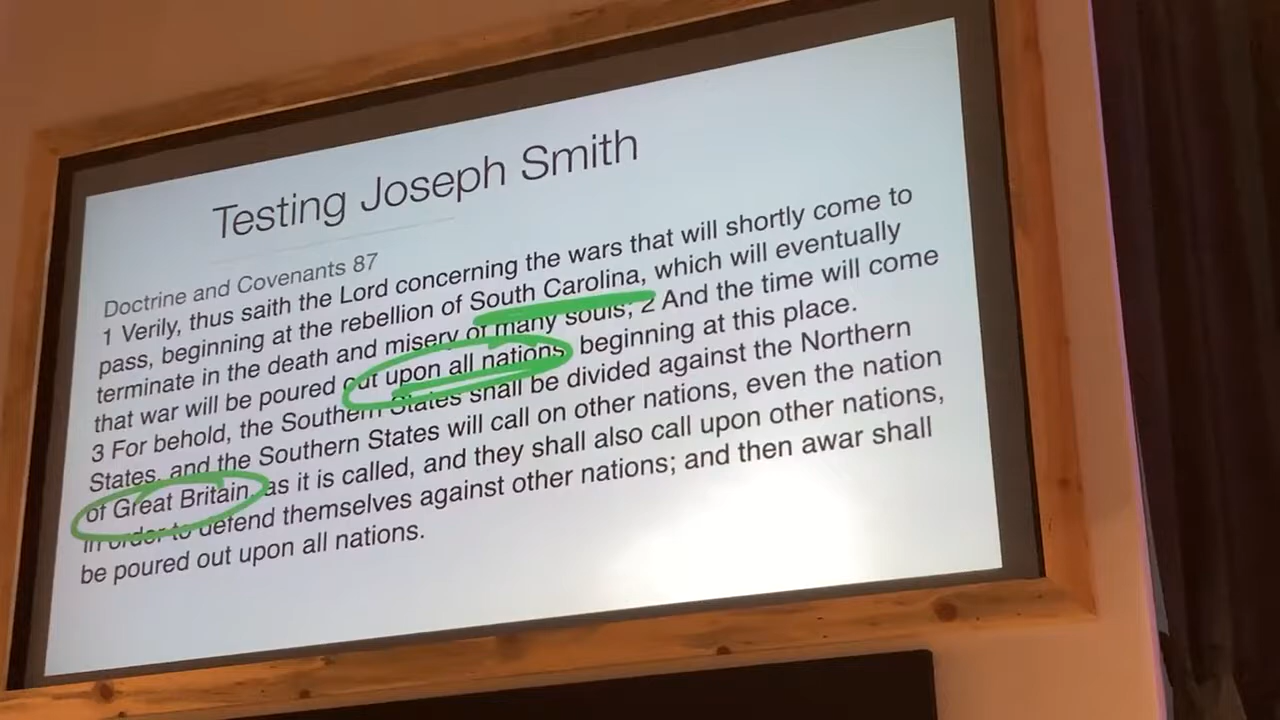 Testing Joseph Smith
Doctrine and Covenants 87
1 Verily, thus saith the Lord concerning the wars that will shortly come to
pass, beginning at the rebellion of South Carolina, which will eventually
terminate in the death and misery of many souls; 2 And the time will come
that war will be poured out upon all nations, beginning at this place.
3 For behold, the Southern States shall be divided against the Northern
States, and the Southern States will call on other nations, even the nation
of Great Britain, as it is called, and they shall also call upon other nations,
in order to defend themselves against other nations; and then awar shall
be poured out upon all nations.